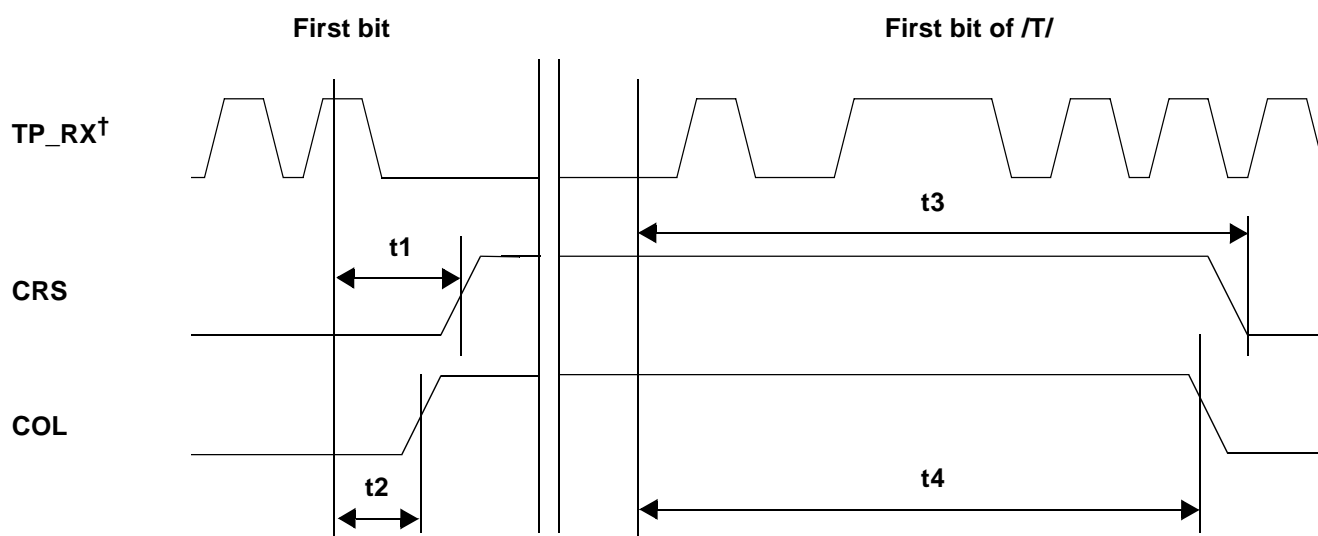 First bit
First bit of /T/
TP_RX†
t3
t1
CRS
COL
t2
t4